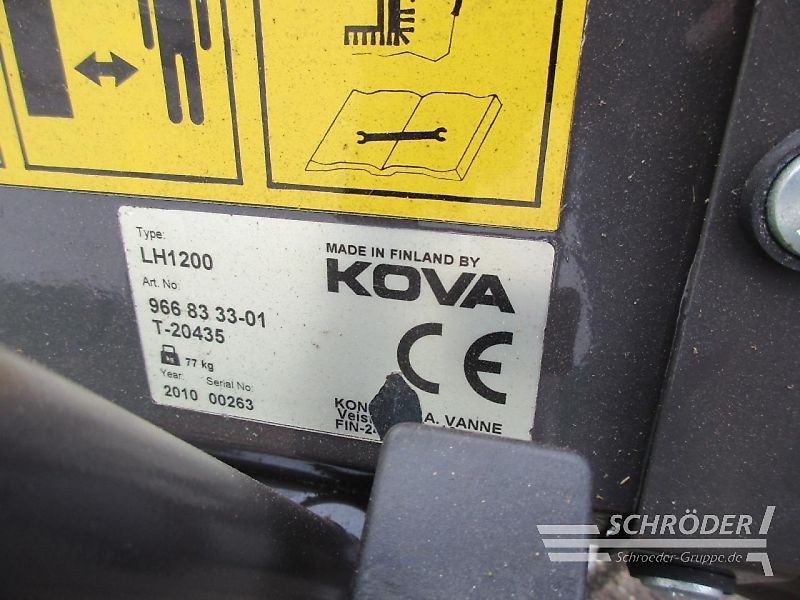 Type:
LH1200
Art. No:
966 83 33-01
T-20435
77 kg
Year: Serial No:
2010 00263
MADE IN FINLAND BY
KOVA
CE
A. VANNE
SCHRÖDER
Schroeder-Gruppe.de